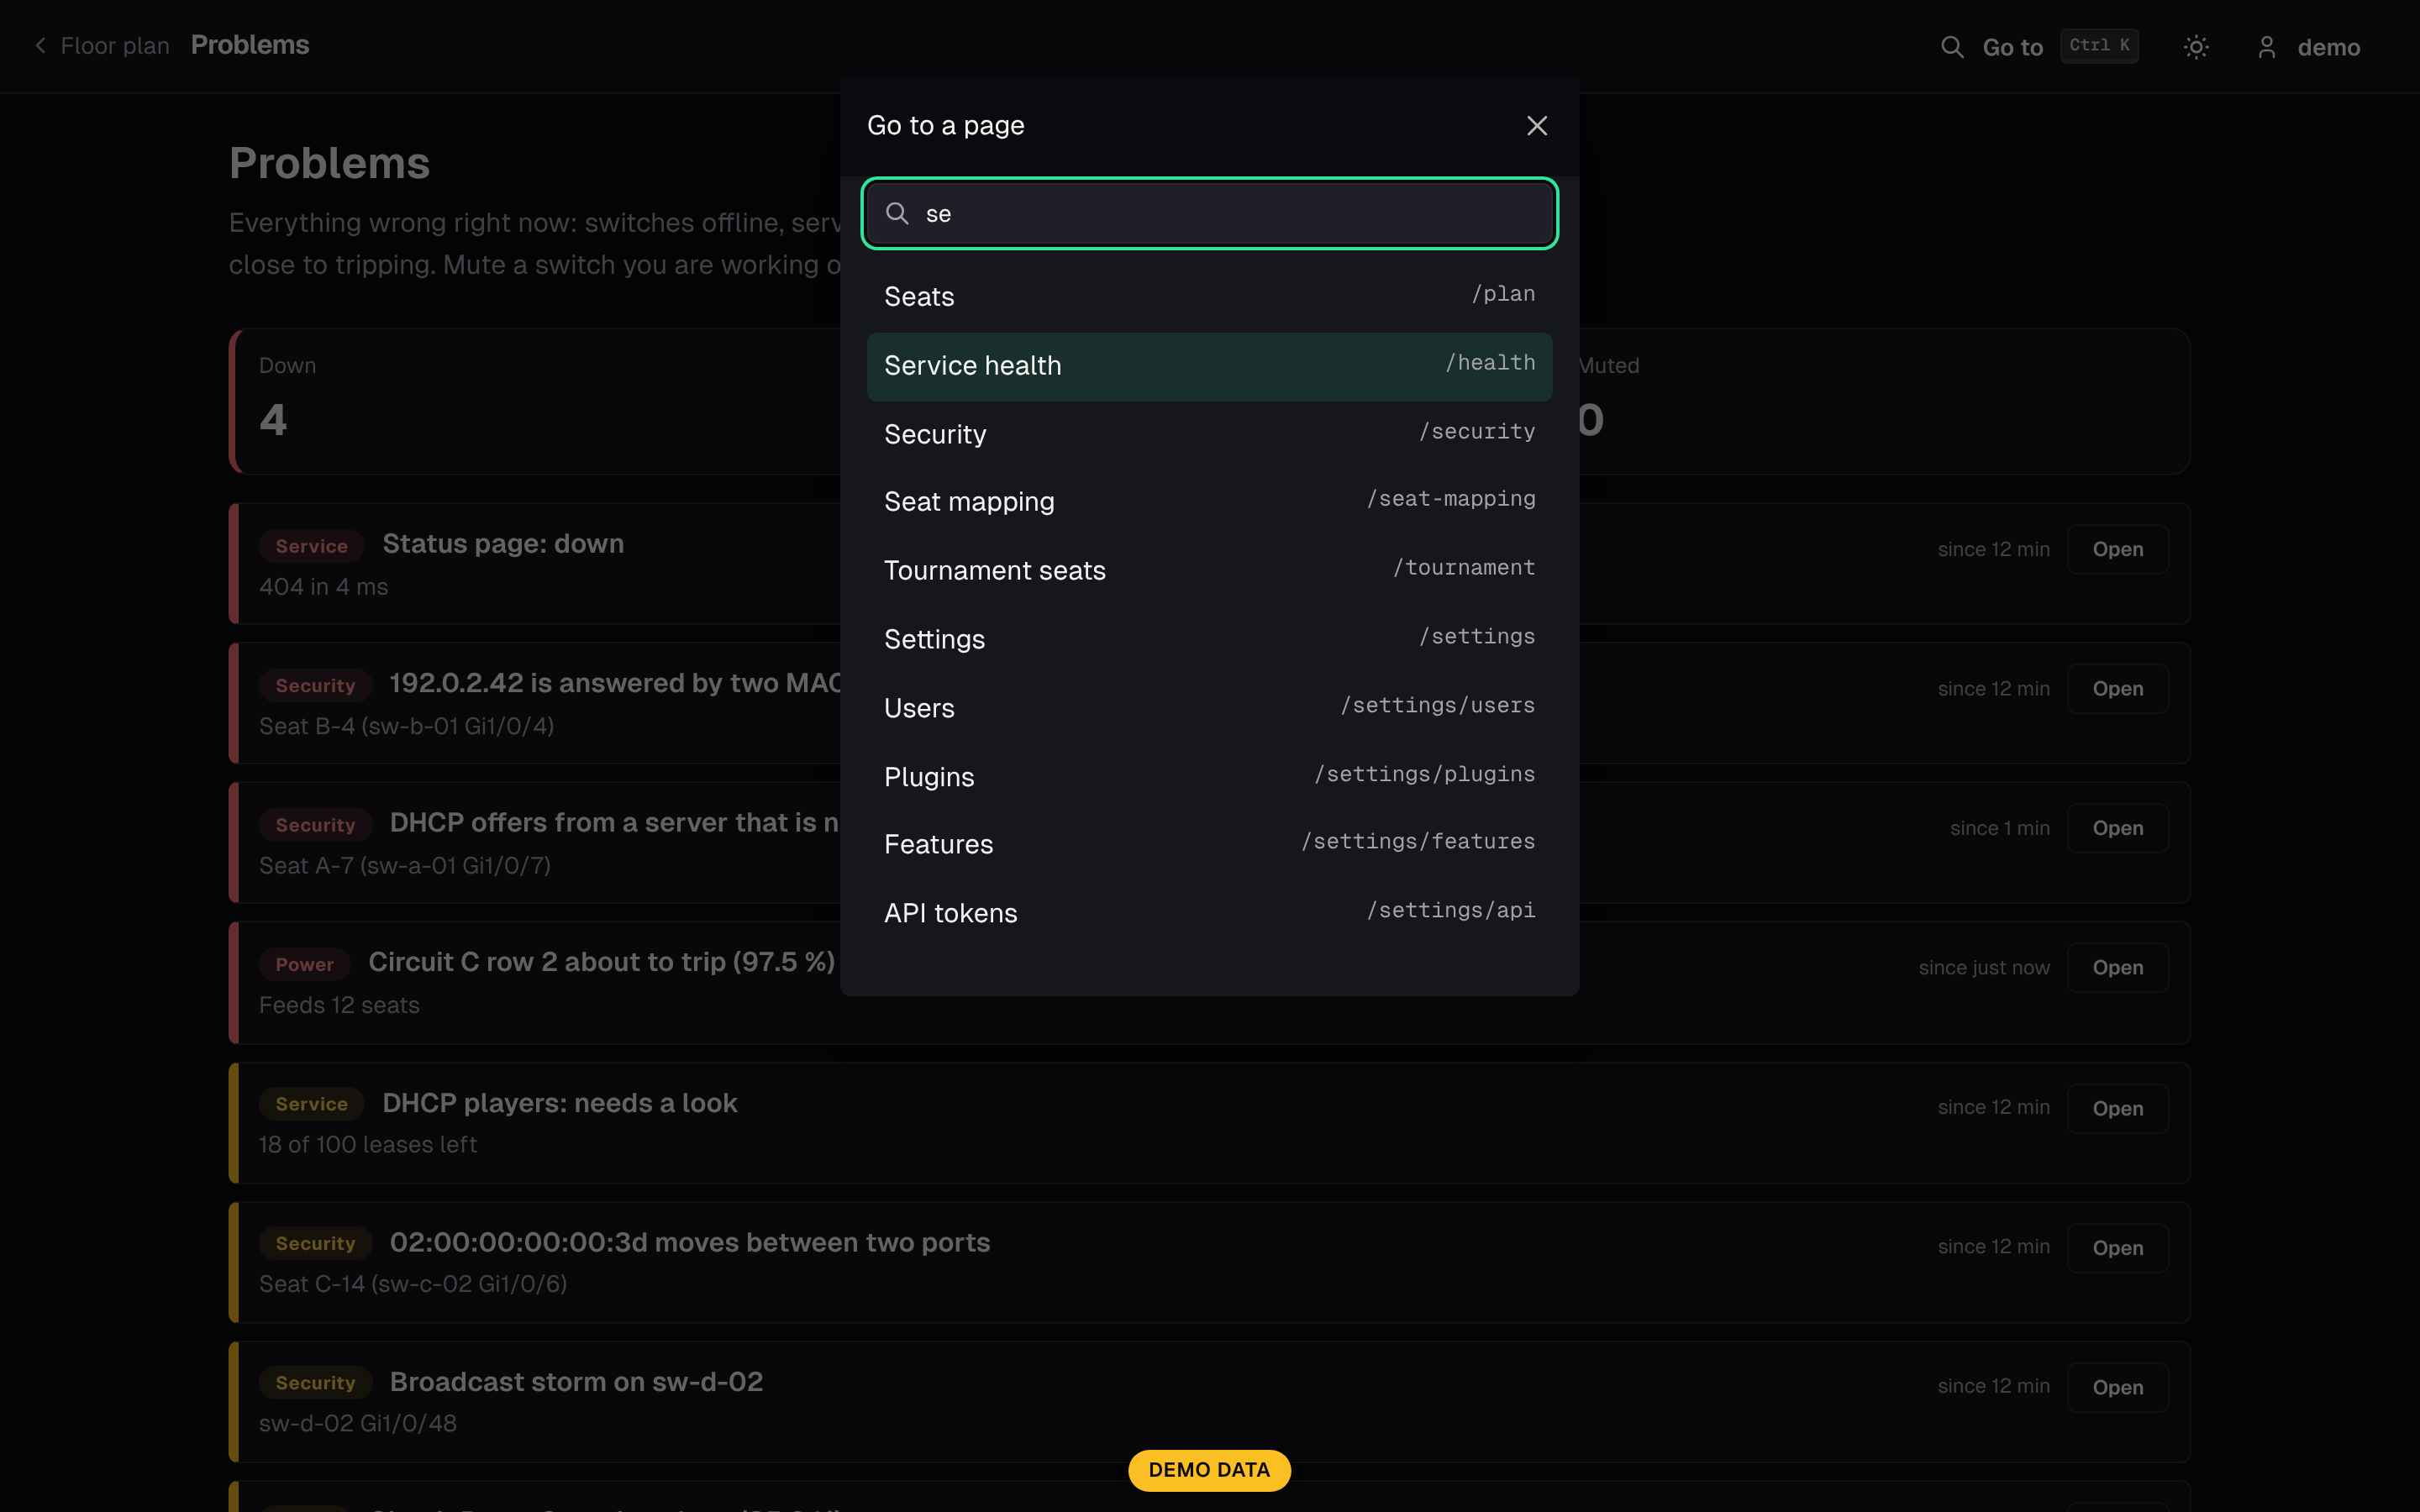 Floor plan Problems
Go to Ctrl K demo
Go to a page
se
Seats /plan
Service health /health
Security /security
Seat mapping /seat-mapping
Tournament seats /tournament
Settings /settings
Users /settings/users
Plugins /settings/plugins
Features /settings/features
API tokens /settings/api
Problems
Everything wrong right now: switches offline,
close to tripping. Mute a switch you are working
Down
4
Muted
0
Service Status page: down
404 in 4 ms
since 12 min Open
Security 192.0.2.42 is answered by two
Seat B-4 (sw-b-01 Gi1/0/4)
since 12 min Open
Security DHCP offers from a server that is
Seat A-7 (sw-a-01 Gi1/0/7)
since 1 min Open
Power Circuit C row 2 about to trip (97.5 %)
Feeds 12 seats
since just now Open
Service DHCP players: needs a look
18 of 100 leases left
since 12 min Open
Security 02:00:00:00:00:3d moves between two ports
Seat C-14 (sw-c-02 Gi1/0/6)
since 12 min Open
Security Broadcast storm on sw-d-02
sw-d-02 Gi1/0/48
since 12 min Open
DEMO DATA